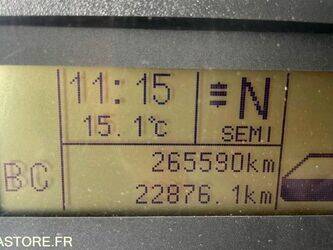 11:15
N
15.1°C
SEMI
265590km
BC
22876.1km
ASTORE.FR